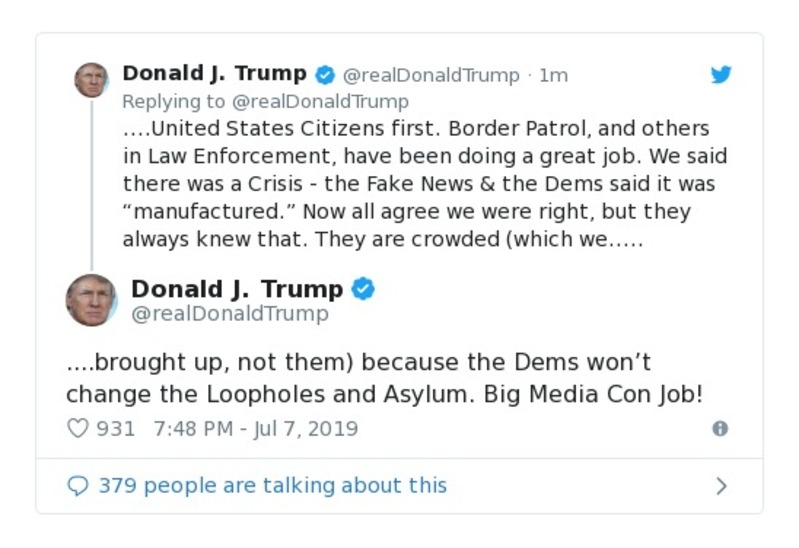 Donald J. Trump @realDonaldTrump · 1m
Replying to @realDonaldTrump
....United States Citizens first. Border Patrol, and others
in Law Enforcement, have been doing a great job. We said
there was a Crisis - the Fake News & the Dems said it was
“manufactured.” Now all agree we were right, but they
always knew that. They are crowded (which we.....
Donald J. Trump
@realDonaldTrump
....brought up, not them) because the Dems won’t
change the Loopholes and Asylum. Big Media Con Job!
931 7:48 PM - Jul 7, 2019
379 people are talking about this